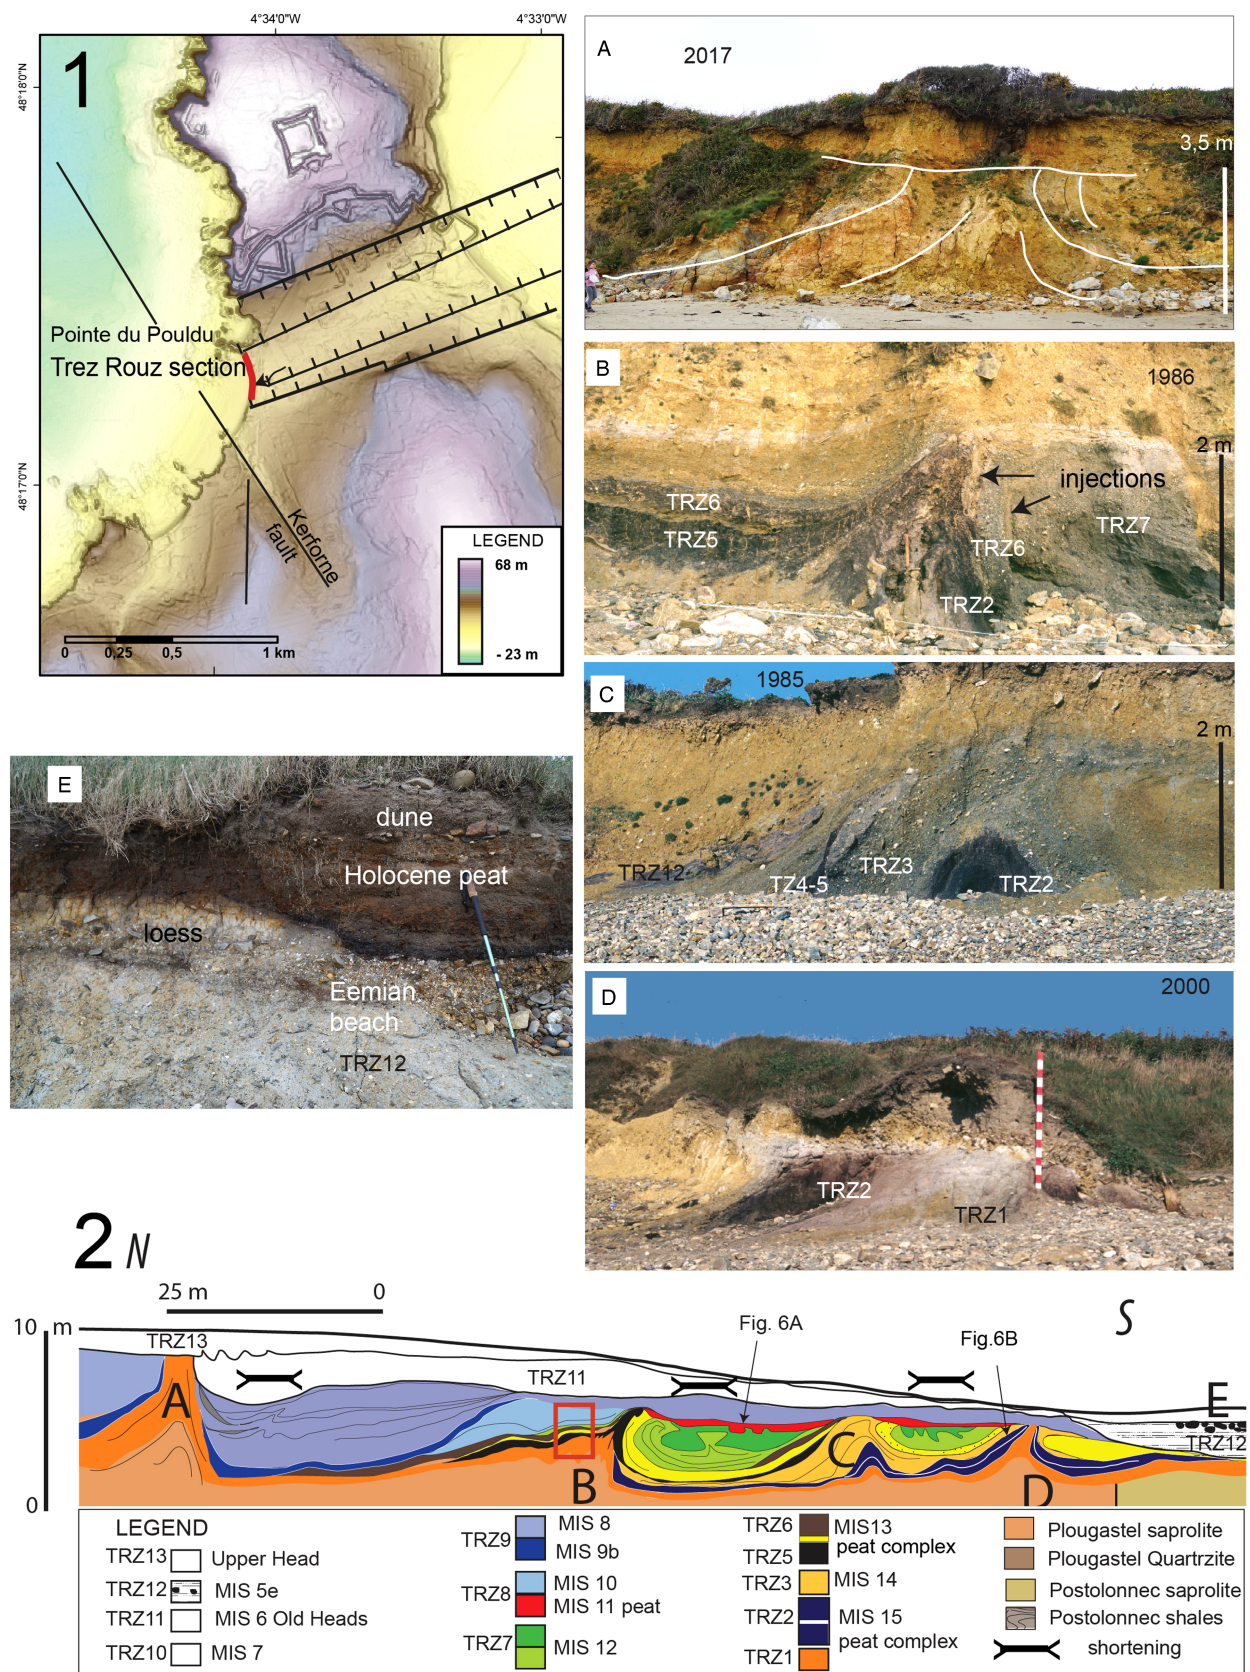 4°34'0"W
4°33'0"W
48°18'0"N
48°17'0"N
1
Pointe du Pouldu
Trez Rouz section
Kerforne
fault
LEGEND
68 m
- 23 m
0
0,25
0,5
1 km
A
2017
3,5 m
B
1986
2 m
TRZ6
injections
TRZ5
TRZ7
TRZ6
TRZ2
C
1985
2 m
TRZ3
TRZ12
TZ4-5
TRZ2
E
dune
Holocene peat
loess
Eemian
beach
TRZ12
D
2000
TRZ2
TRZ1
2 N
S
25 m
0
10 m
0
TRZ13
TRZ11
Fig. 6A
Fig.6B
A
B
C
D
E
TRZ12
LEGEND
TRZ13 Upper Head
TRZ12 MIS 5e
TRZ11 MIS 6 Old Heads
TRZ10 MIS 7
TRZ9
MIS 8
MIS 9b
TRZ8
MIS 10
MIS 11 peat
TRZ7
MIS 12
TRZ6
TRZ5
MIS13
peat complex
TRZ3 MIS 14
TRZ2
MIS 15
peat complex
TRZ1
Plougastel saprolite
Plougastel Quartrzite
Postolonnec saprolite
Postolonnec shales
shortening